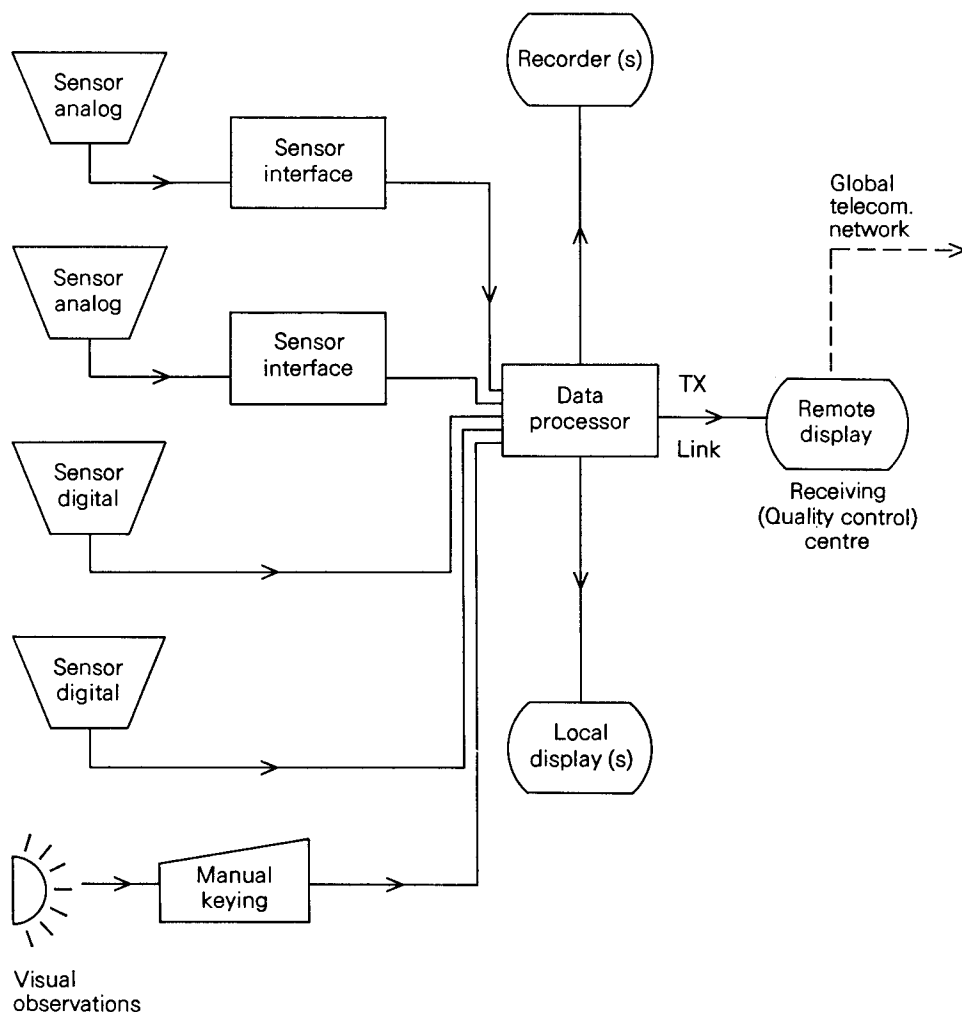 Sensor
analog
Sensor
interface
Sensor
analog
Sensor
interface
Sensor
digital
Sensor
digital
Visual
observations
Manual
keying
Data
processor
Recorder (s)
Local
display (s)
TX
Link
Remote
display
Receiving
(Quality control)
centre
Global
telecom.
network